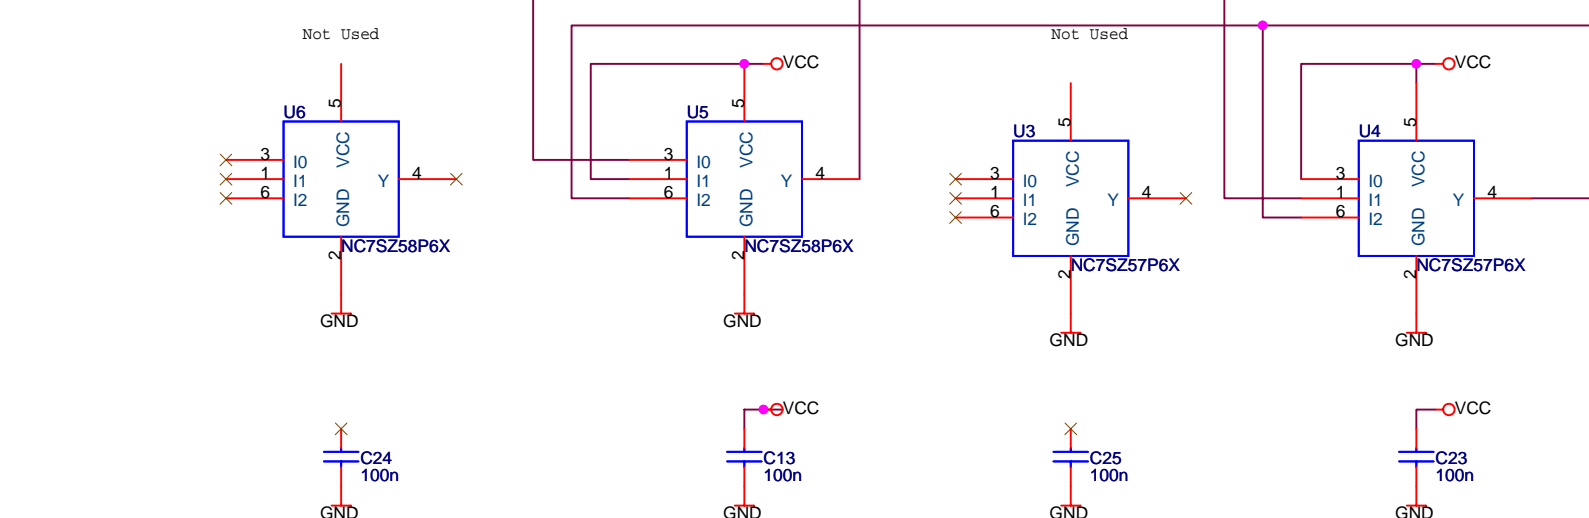 Not Used
Not Used
VCC
VCC
U6
5
VCC
GND
3 I0
1 I1
6 I2
Y 4
2
NC7SZ58P6X
GND
U5
5
VCC
GND
3 I0
1 I1
6 I2
Y 4
2
NC7SZ58P6X
GND
U3
5
VCC
GND
3 I0
1 I1
6 I2
Y 4
2
NC7SZ57P6X
GND
U4
5
VCC
GND
3 I0
1 I1
6 I2
Y 4
2
NC7SZ57P6X
GND
C24
100n
GND
VCC
C13
100n
GND
C25
100n
GND
VCC
C23
100n
GND